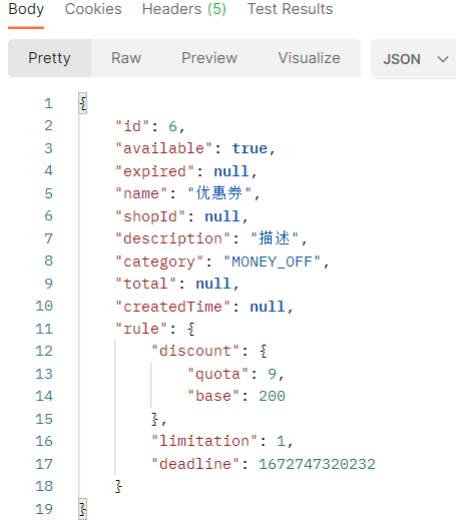 Body Cookies Headers (5) Test Results
Pretty Raw Preview Visualize JSON
1 {
2 "id": 6,
3 "available": true,
4 "expired": null,
5 "name": "优惠券",
6 "shopId": null,
7 "description": "描述",
8 "category": "MONEY_OFF",
9 "total": null,
10 "createdTime": null,
11 "rule": {
12 "discount": {
13 "quota": 9,
14 "base": 200
15 },
16 "limitation": 1,
17 "deadline": 1672747320232
18 }
19 }